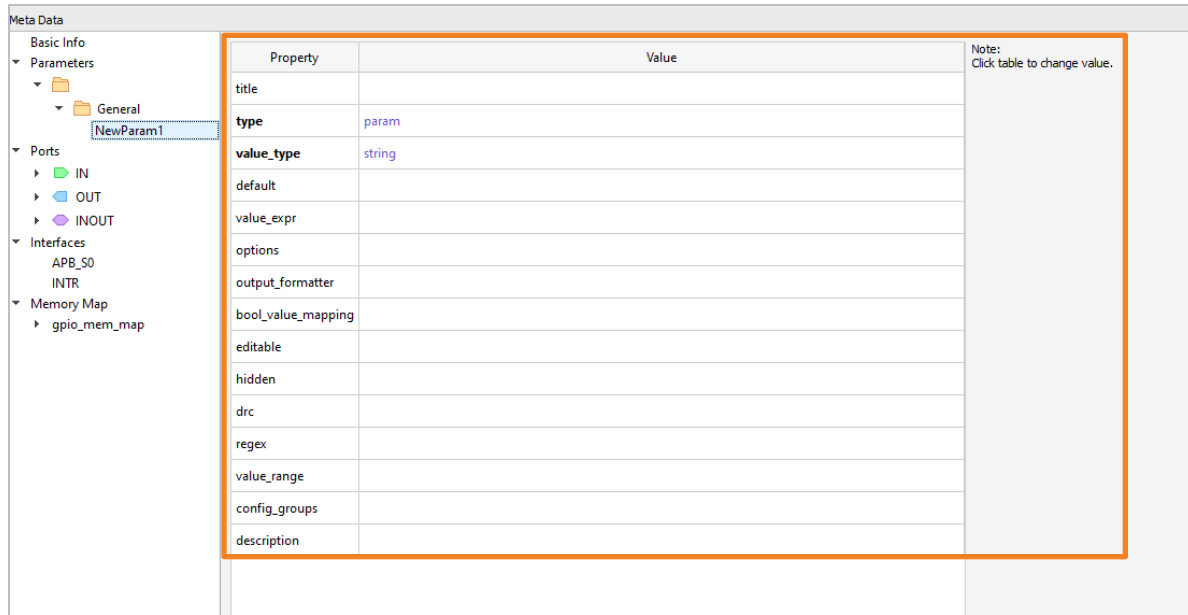 Meta Data
Basic Info
Parameters
General
NewParam1
Ports
IN
OUT
INOUT
Interfaces
APB_S0
INTR
Memory Map
gpio_mem_map
Property Value
title
type param
value_type string
default
value_expr
options
output_formatter
bool_value_mapping
editable
hidden
drc
regex
value_range
config_groups
description
Note:
Click table to change value.